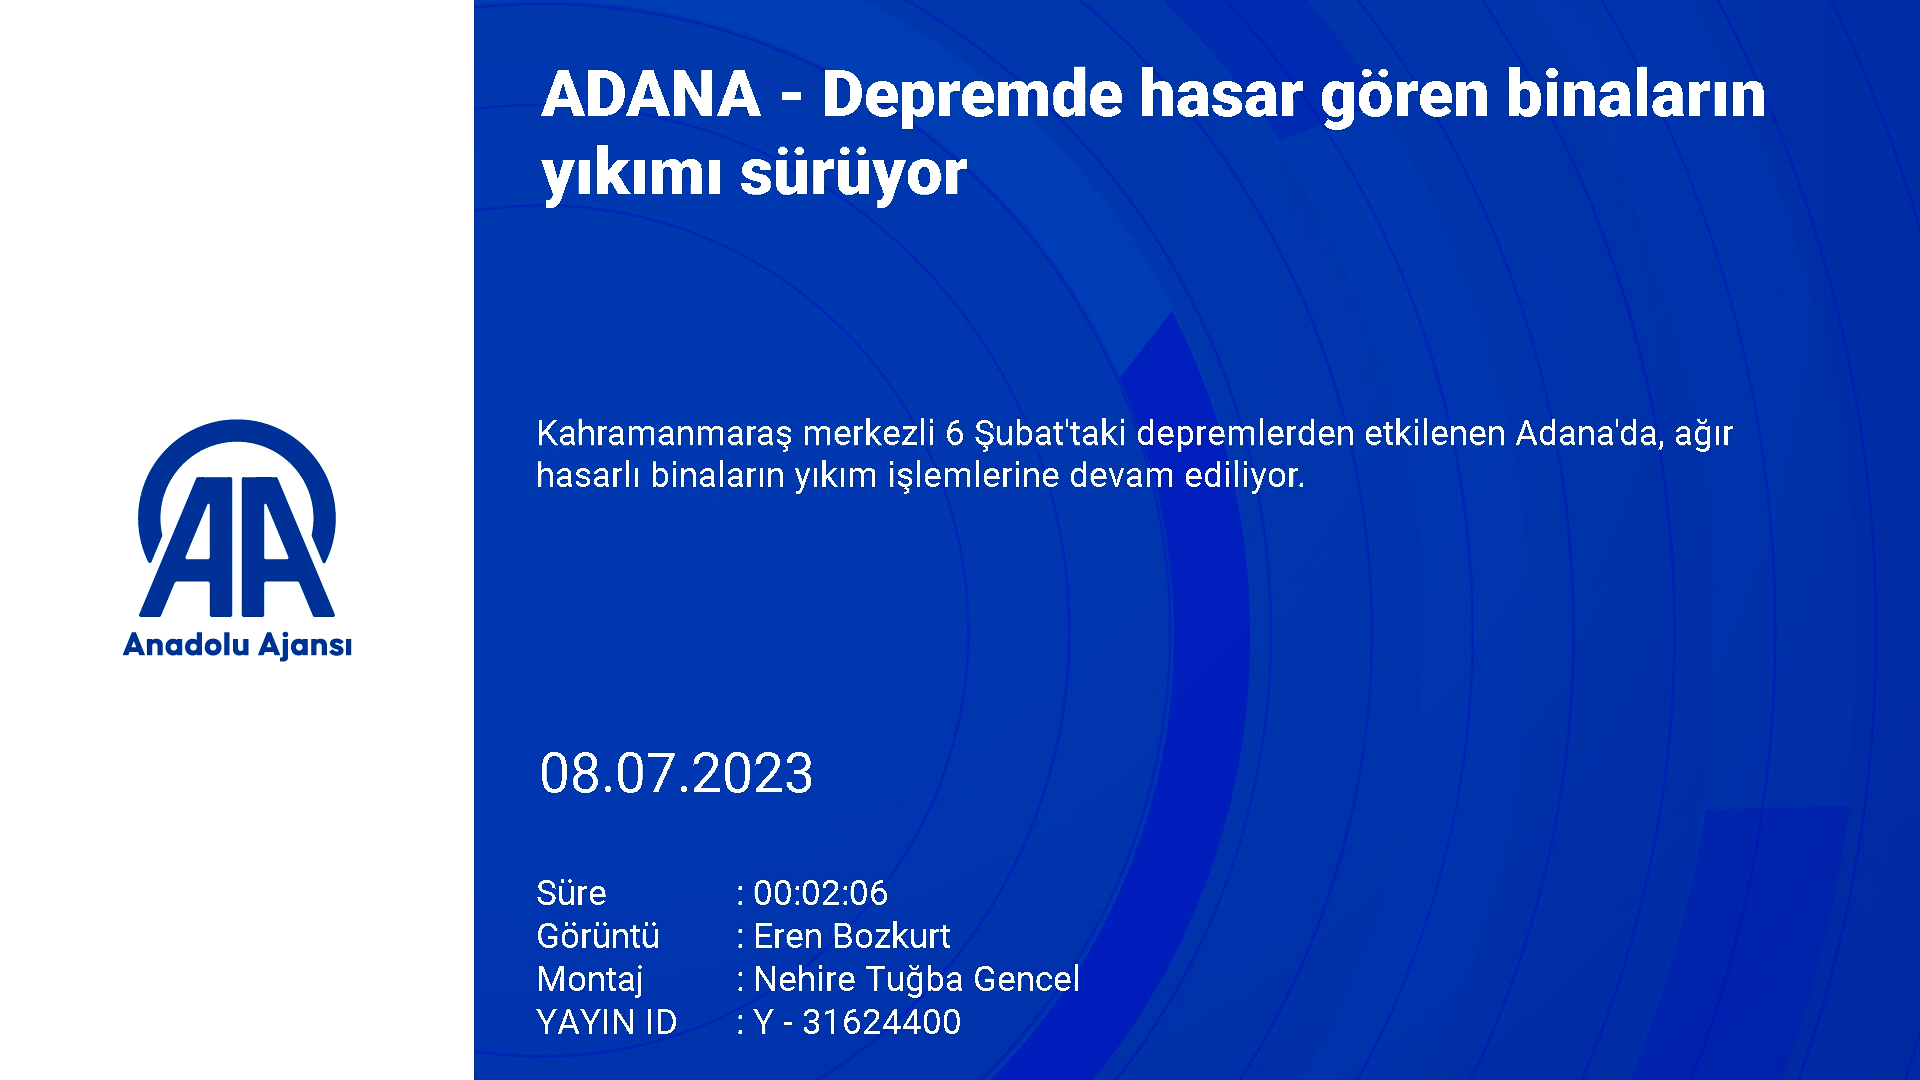 ADANA - Depremde hasar gören binaların
yıkımı sürüyor
Kahramanmaraş merkezli 6 Şubat'taki depremlerden etkilenen Adana'da, ağır
hasarlı binaların yıkım işlemlerine devam ediliyor.
AA
Anadolu Ajansı
08.07.2023
Süre : 00:02:06
Görüntü : Eren Bozkurt
Montaj : Nehire Tuğba Gencel
YAYIN ID : Y - 31624400